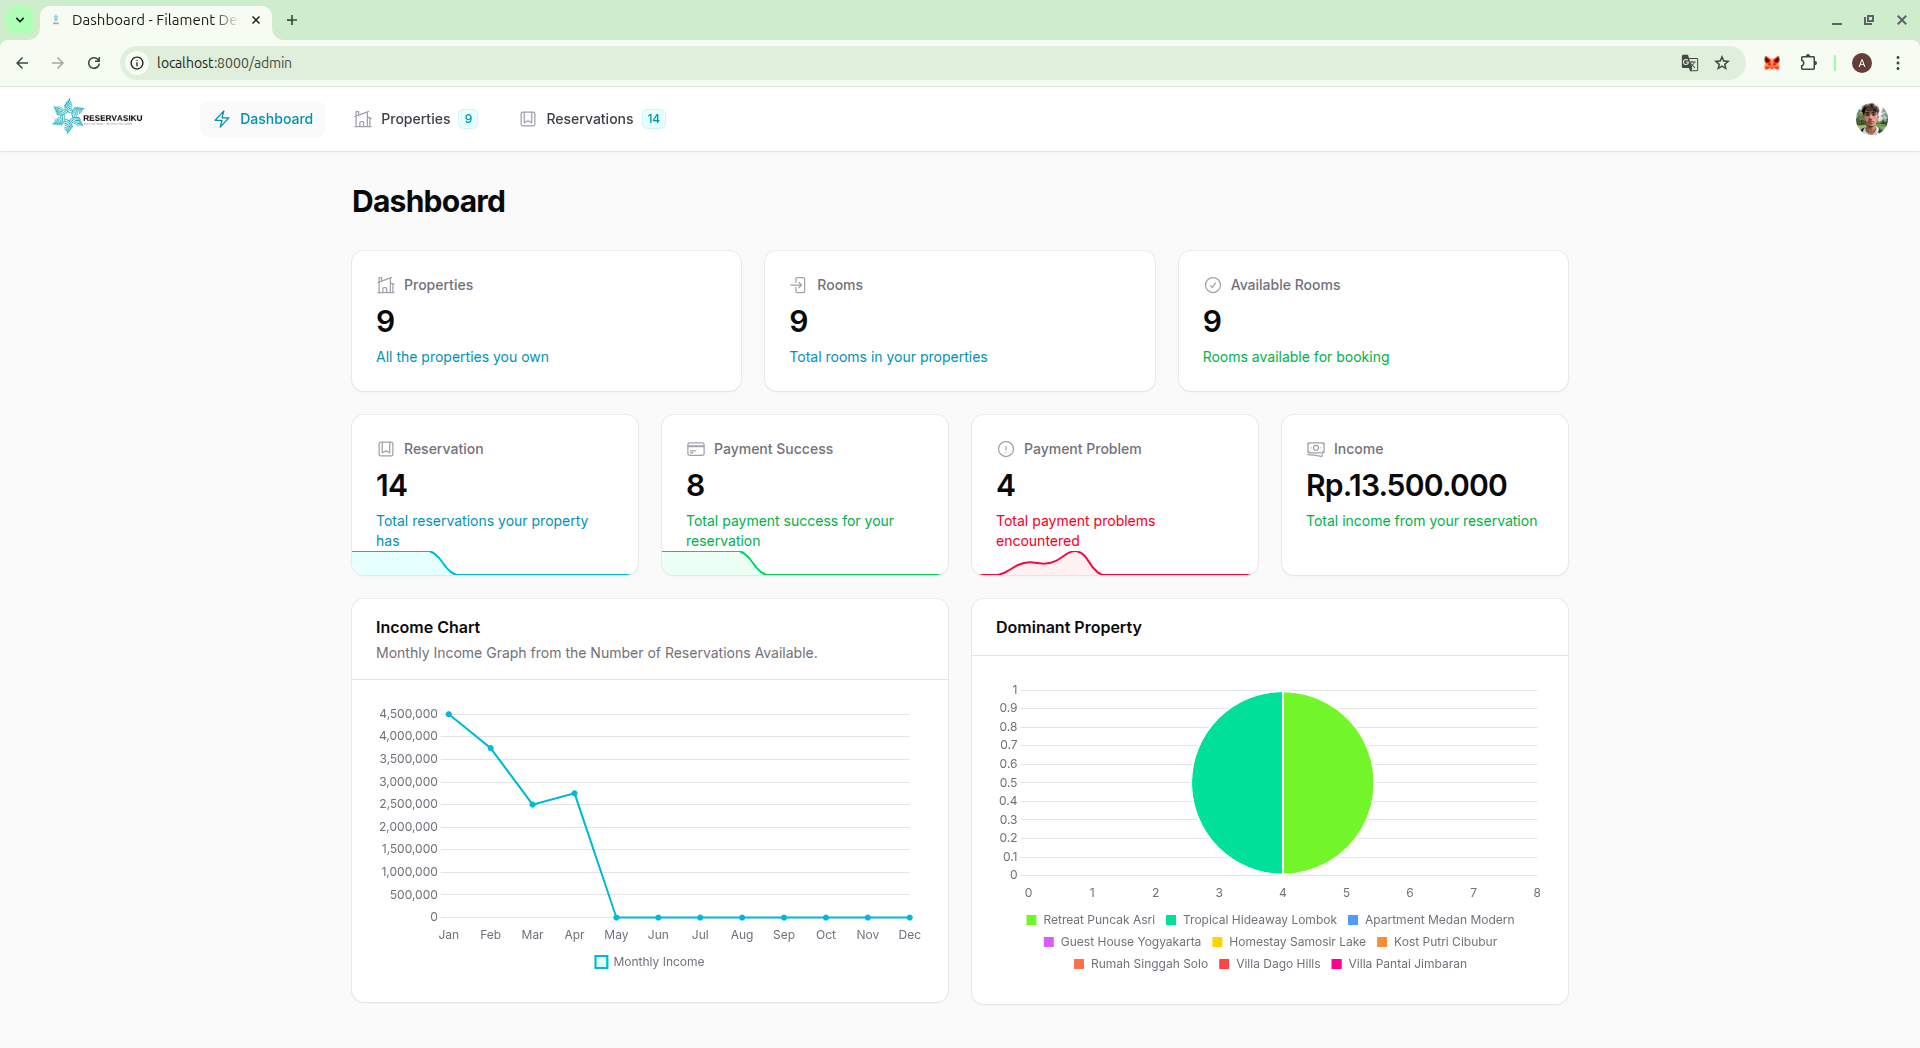 Dashboard - Filament De
localhost:8000/admin
A
RESERVASIKU
Dashboard
Properties 9
Reservations 14
Dashboard
Properties
9
All the properties you own
Rooms
9
Total rooms in your properties
Available Rooms
9
Rooms available for booking
Reservation
14
Total reservations your property
has
Payment Success
8
Total payment success for your
reservation
Payment Problem
4
Total payment problems
encountered
Income
Rp.13.500.000
Total income from your reservation
Income Chart
Monthly Income Graph from the Number of Reservations Available.
4,500,000
4,000,000
3,500,000
3,000,000
2,500,000
2,000,000
1,500,000
1,000,000
500,000
0
Jan Feb Mar Apr May Jun Jul Aug Sep Oct Nov Dec
Monthly Income
Dominant Property
1
0.9
0.8
0.7
0.6
0.5
0.4
0.3
0.2
0.1
0
0 1 2 3 4 5 6 7 8
Retreat Puncak Asri Tropical Hideaway Lombok Apartment Medan Modern
Guest House Yogyakarta Homestay Samosir Lake Kost Putri Cibubur
Rumah Singgah Solo Villa Dago Hills Villa Pantai Jimbaran